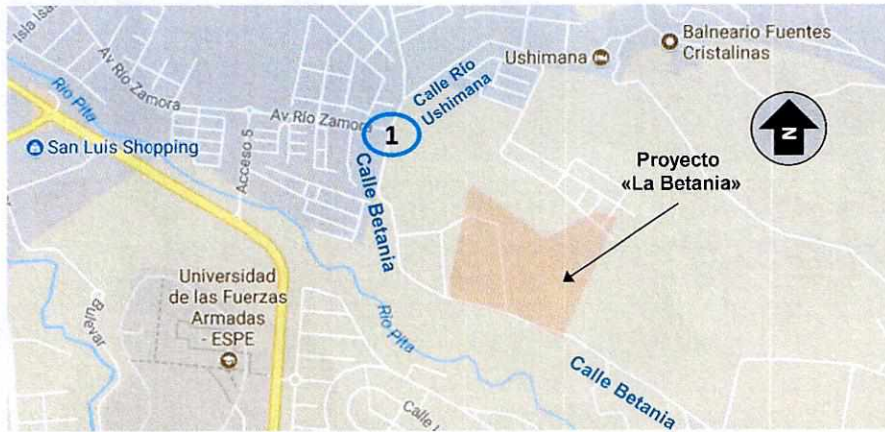 Isla Isa
Av Río Zamora
Río Pita
San Luis Shopping
Acceso 5
Av Río Zamora
1
Calle Río
Ushimana
Ushimana
Balneario Fuentes
Cristalinas
N
Proyecto
«La Betania»
Calle Betania
Universidad
de las Fuerzas
Armadas
- ESPE
Bulevar
Río Pita
Calle Betania
Calle L